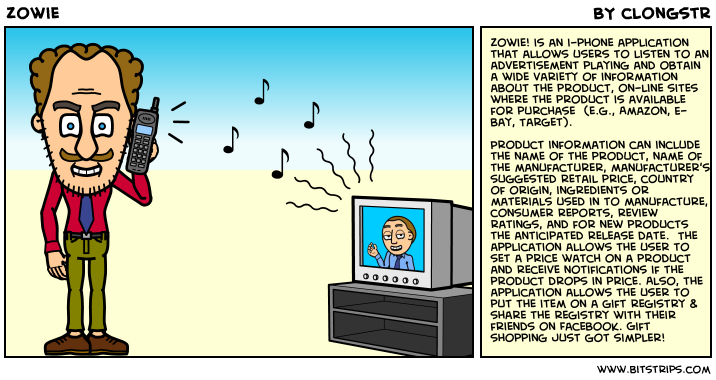 ZOWIE
BY CLONGSTR
ZOWIE! IS AN I-PHONE APPLICATION
THAT ALLOWS USERS TO LISTEN TO AN
ADVERTISEMENT PLAYING AND OBTAIN
A WIDE VARIETY OF INFORMATION
ABOUT THE PRODUCT, ON-LINE SITES
WHERE THE PRODUCT IS AVAILABLE
FOR PURCHASE (E.G., AMAZON, E-
BAY, TARGET).
PRODUCT INFORMATION CAN INCLUDE
THE NAME OF THE PRODUCT, NAME OF
THE MANUFACTURER, MANUFACTURER'S
SUGGESTED RETAIL PRICE, COUNTRY
OF ORIGIN, INGREDIENTS OR
MATERIALS USED IN TO MANUFACTURE,
CONSUMER REPORTS, REVIEW
RATINGS, AND FOR NEW PRODUCTS
THE ANTICIPATED RELEASE DATE. THE
APPLICATION ALLOWS THE USER TO
SET A PRICE WATCH ON A PRODUCT
AND RECEIVE NOTIFICATIONS IF THE
PRODUCT DROPS IN PRICE. ALSO, THE
APPLICATION ALLOWS THE USER TO
PUT THE ITEM ON A GIFT REGISTRY &
SHARE THE REGISTRY WITH THEIR
FRIENDS ON FACEBOOK. GIFT
SHOPPING JUST GOT SIMPLER!
WWW.BITSTRIPS.COM